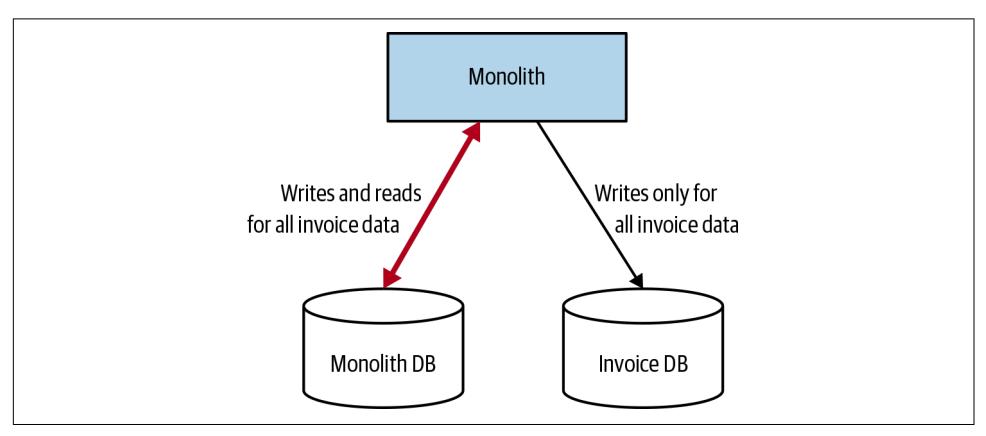 Monolith
Writes and reads
for all invoice data
Writes only for
all invoice data
Monolith DB
Invoice DB